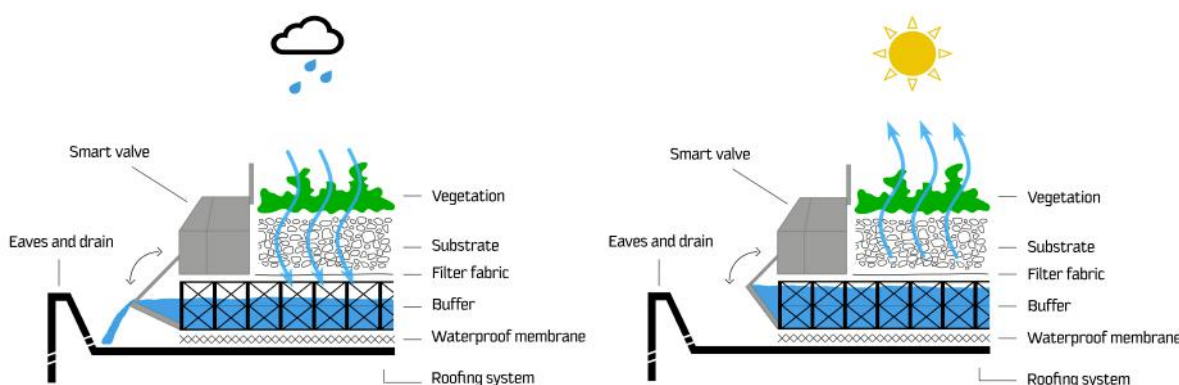 Smart valve
Vegetation
Eaves and drain
Substrate
Filter fabric
Buffer
Waterproof membrane
Roofing system
Smart valve
Vegetation
Eaves and drain
Substrate
Filter fabric
Buffer
Waterproof membrane
Roofing system